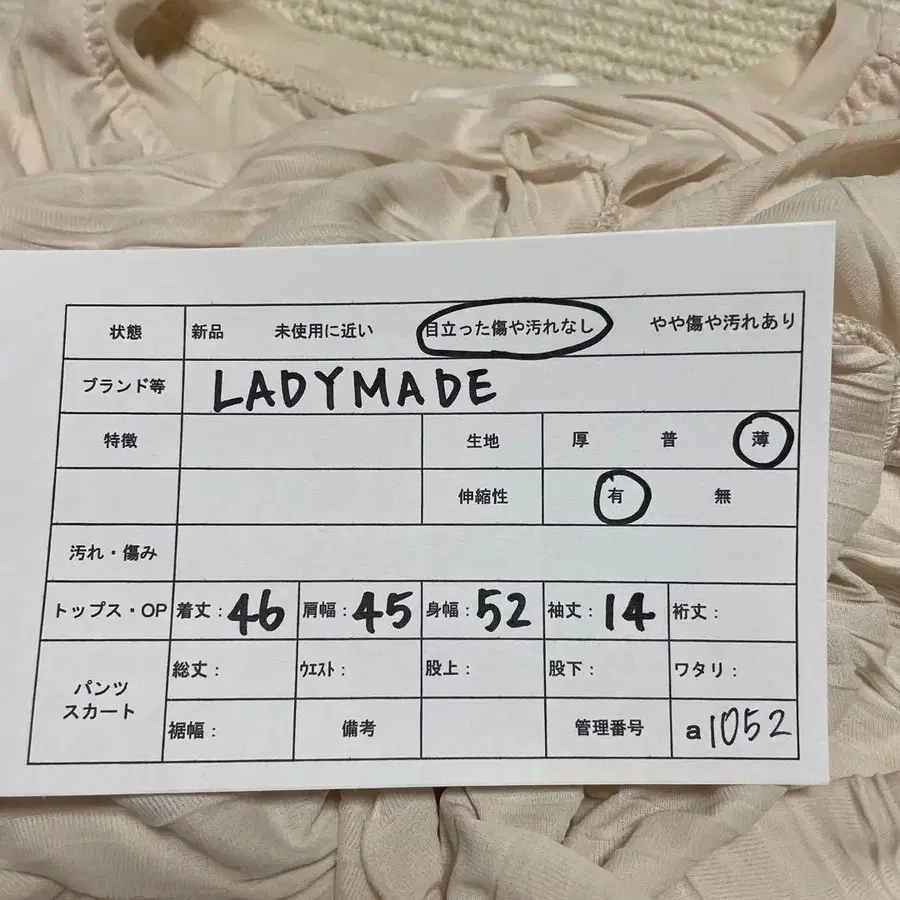 状態 新品 未使用に近い 目立った傷や汚れなし やや傷や汚れあり
ブランド等 LADYMADE
特徴 生地 厚 普 薄
伸縮性 有 無
汚れ・傷み
トップス・OP 着丈：46 肩幅：45 身幅：52 袖丈：14 裄丈：
パンツ スカート 総丈： ウエスト： 股上： 股下： ワタリ：
裾幅： 備考 管理番号 a1052